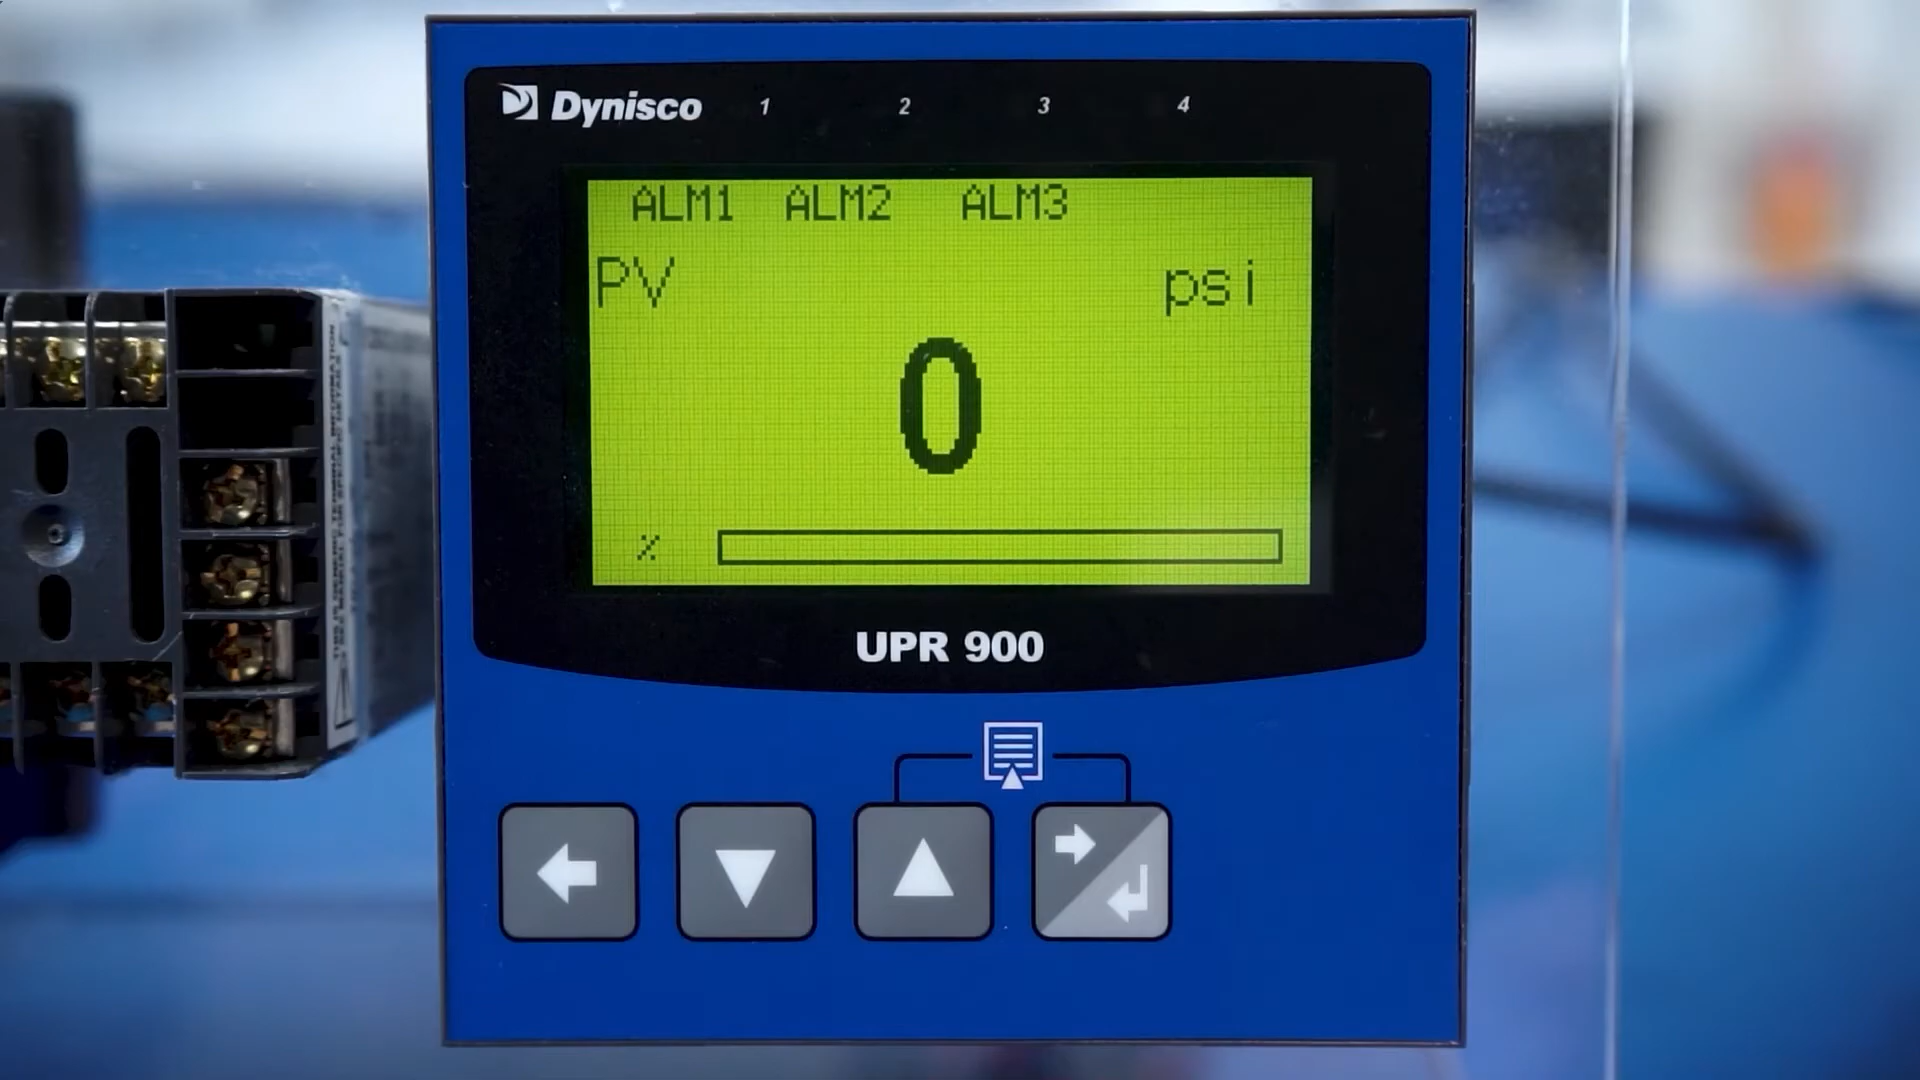 Dynisco 1 2 3 4
ALM1 ALM2 ALM3
PV psi
0
%
UPR 900